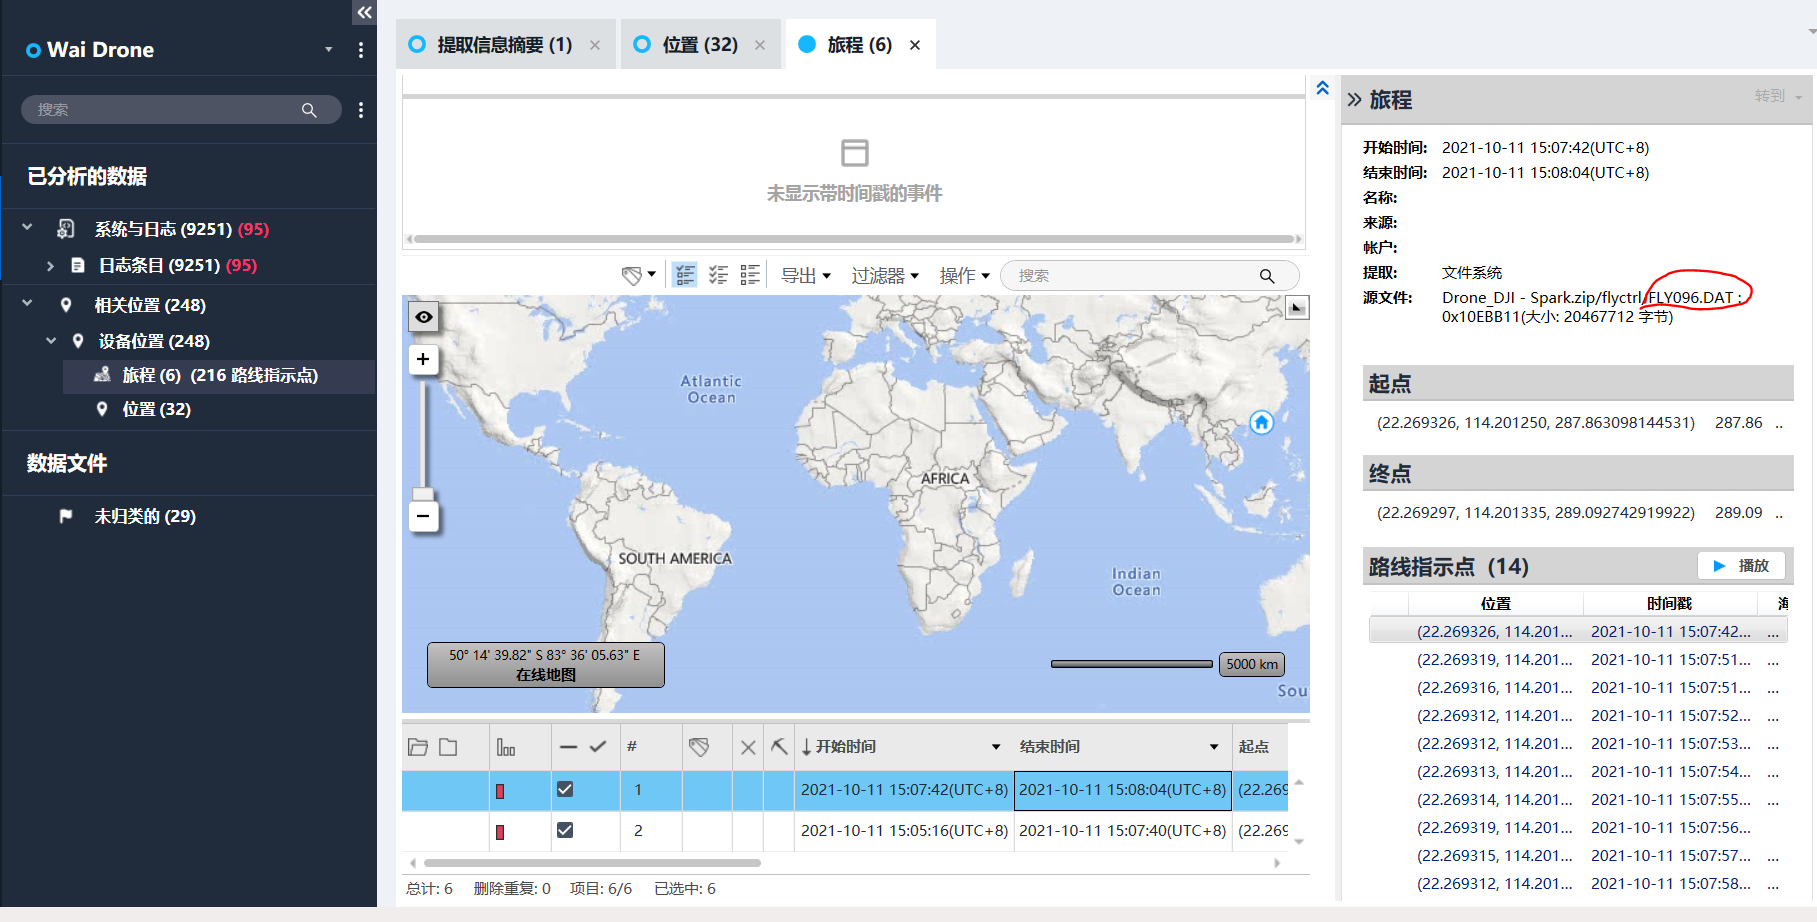 Wai Drone
搜索
已分析的数据
系统与日志 (9251) (95)
日志条目 (9251) (95)
相关位置 (248)
设备位置 (248)
旅程 (6) (216 路线指示点)
位置 (32)
数据文件
未归类的 (29)
提取信息摘要 (1)
位置 (32)
旅程 (6)
未显示带时间戳的事件
导出 过滤器 操作 搜索
Atlantic
Ocean
AFRICA
SOUTH AMERICA
Indian
Ocean
50° 14' 39.82" S 83° 36' 05.63" E
在线地图
5000 km
Sou
# 开始时间 结束时间 起点
1 2021-10-11 15:07:42(UTC+8) 2021-10-11 15:08:04(UTC+8) (22.269
2 2021-10-11 15:05:16(UTC+8) 2021-10-11 15:07:40(UTC+8) (22.269
总计: 6 删除重复: 0 项目: 6/6 已选中: 6
旅程 转到
开始时间: 2021-10-11 15:07:42(UTC+8)
结束时间: 2021-10-11 15:08:04(UTC+8)
名称:
来源:
帐户:
提取: 文件系统
源文件: Drone_DJI - Spark.zip/flyctrl/FLY096.DAT :
0x10EBB11(大小: 20467712 字节)
起点
(22.269326, 114.201250, 287.863098144531) 287.86 ..
终点
(22.269297, 114.201335, 289.092742919922) 289.09 ..
路线指示点 (14) 播放
位置 时间戳
(22.269326, 114.201... 2021-10-11 15:07:42... ...
(22.269319, 114.201... 2021-10-11 15:07:51... ...
(22.269316, 114.201... 2021-10-11 15:07:51... ...
(22.269312, 114.201... 2021-10-11 15:07:52... ...
(22.269312, 114.201... 2021-10-11 15:07:53... ...
(22.269313, 114.201... 2021-10-11 15:07:54... ...
(22.269314, 114.201... 2021-10-11 15:07:55... ...
(22.269319, 114.201... 2021-10-11 15:07:56... ...
(22.269315, 114.201... 2021-10-11 15:07:57... ...
(22.269312, 114.201... 2021-10-11 15:07:58... ...